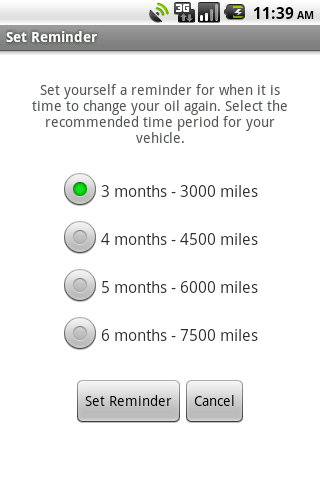 3G
11:39 AM
Set Reminder
Set yourself a reminder for when it is
time to change your oil again. Select the
recommended time period for your
vehicle.
3 months - 3000 miles
4 months - 4500 miles
5 months - 6000 miles
6 months - 7500 miles
Set Reminder Cancel